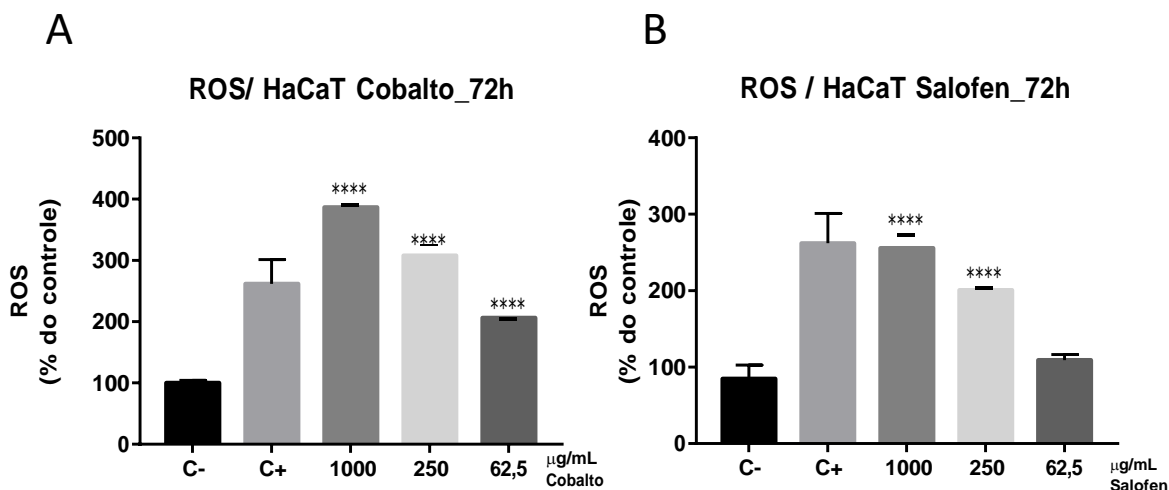 A
ROS/ HaCaT Cobalto_72h
ROS
(% do controle)
500
400
300
200
100
0
****
****
****
C- C+ 1000 250 62,5 μg/mL
Cobalto
B
ROS / HaCaT Salofen_72h
ROS
(% do controle)
400
300
200
100
0
****
****
C- C+ 1000 250 62,5 μg/mL
Salofen